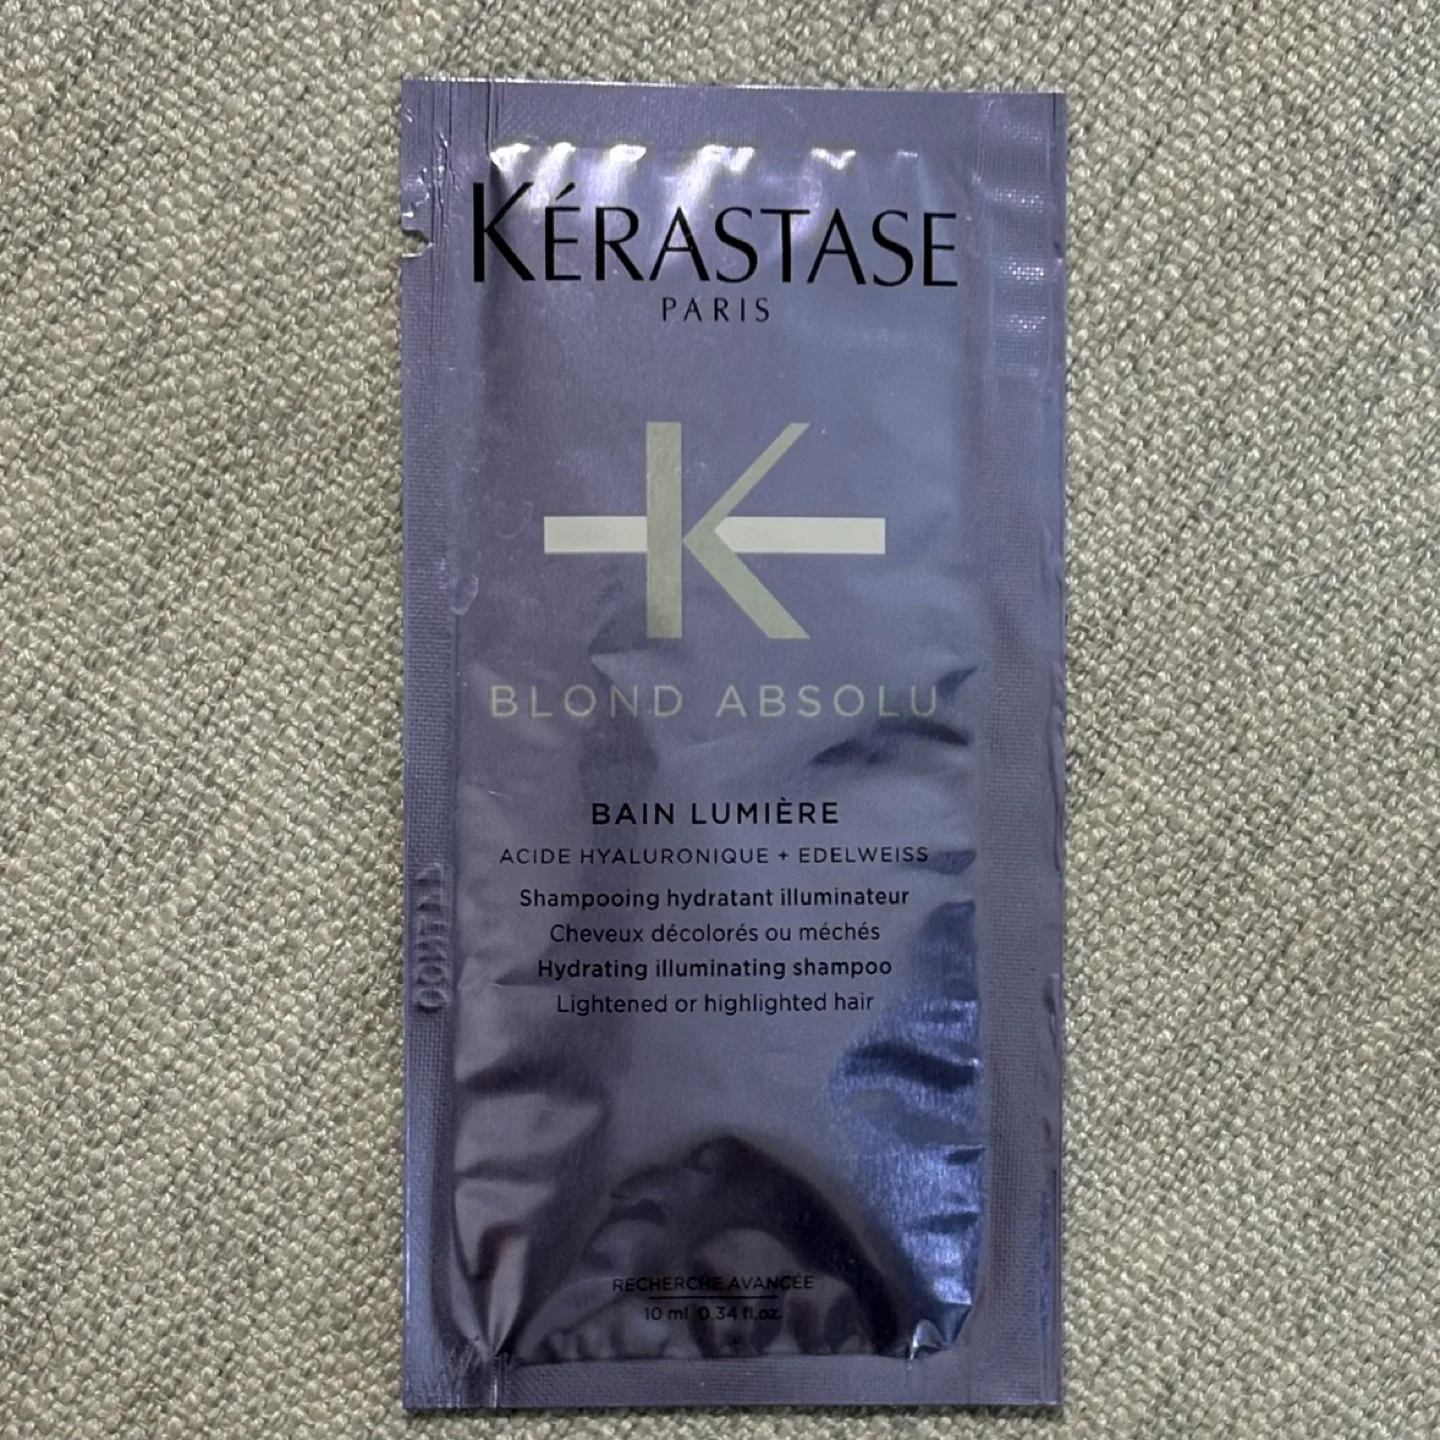 KÉRASTASE
PARIS
K
BLOND ABSOLU
BAIN LUMIÈRE
ACIDE HYALURONIQUE + EDELWEISS
Shampooing hydratant illuminateur
Cheveux décolorés ou méchés
Hydrating illuminating shampoo
Lightened or highlighted hair
RECHERCHE AVANCÉE
10 ml 0.34 fl.oz.